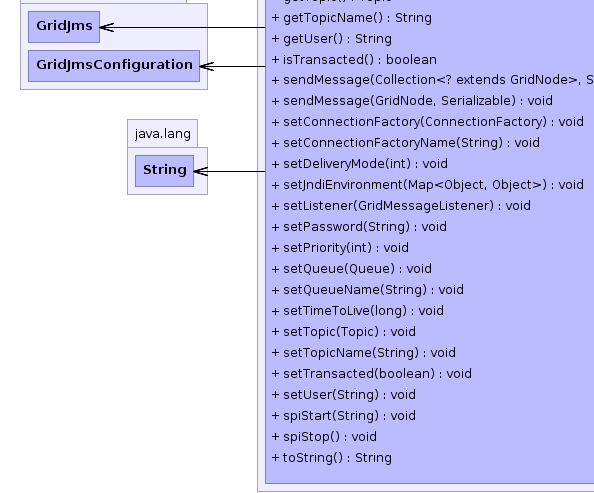 GridJms
GridJmsConfiguration
java.lang
String
+ getTopicName() : String
+ getUser() : String
+ isTransacted() : boolean
+ sendMessage(Collection<? extends GridNode>, S
+ sendMessage(GridNode, Serializable) : void
+ setConnectionFactory(ConnectionFactory) : void
+ setConnectionFactoryName(String) : void
+ setDeliveryMode(int) : void
+ setJndiEnvironment(Map<Object, Object>) : void
+ setListener(GridMessageListener) : void
+ setPassword(String) : void
+ setPriority(int) : void
+ setQueue(Queue) : void
+ setQueueName(String) : void
+ setTimeToLive(long) : void
+ setTopic(Topic) : void
+ setTopicName(String) : void
+ setTransacted(boolean) : void
+ setUser(String) : void
+ spiStart(String) : void
+ spiStop() : void
+ toString() : String